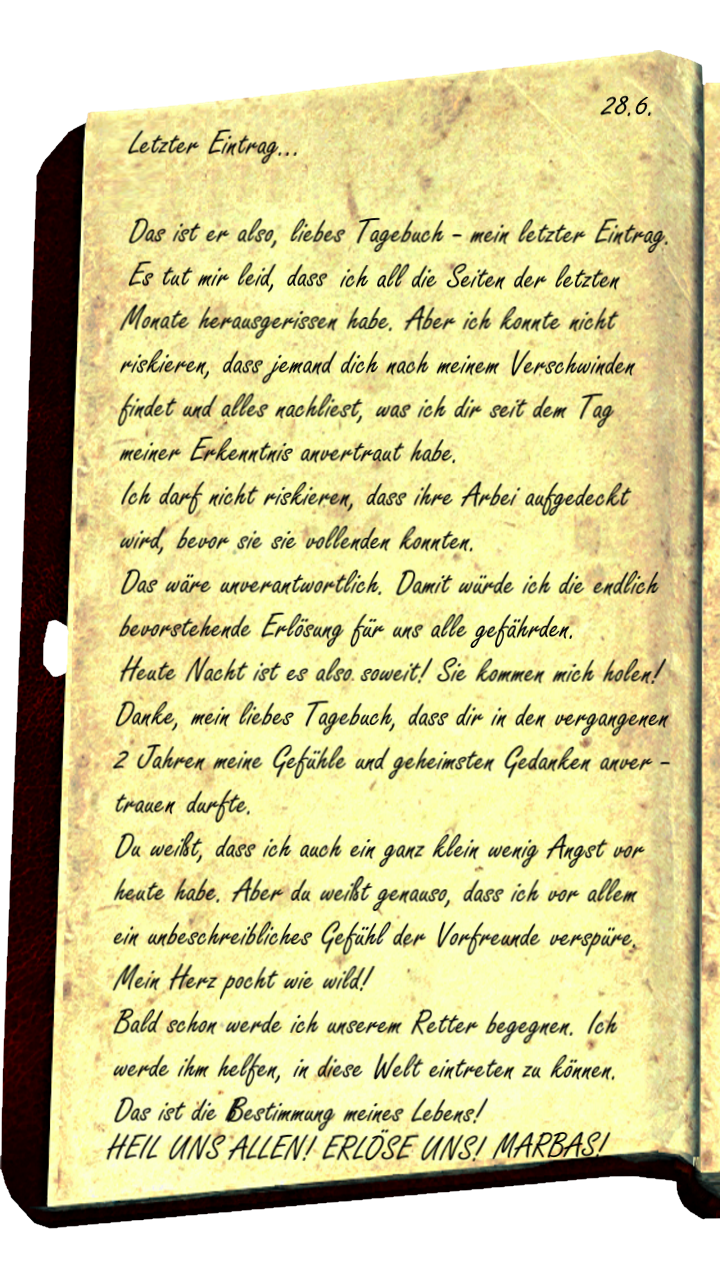 28.6.
Letzter Eintrag...
Das ist er also, liebes Tagebuch - mein letzter Eintrag.
Es tut mir leid, dass ich all die Seiten der letzten
Monate herausgerissen habe. Aber ich konnte nicht
riskieren, dass jemand dich nach meinem Verschwinden
findet und alles nachliest, was ich dir seit dem Tag
meiner Erkenntnis anvertraut habe.
Ich darf nicht riskieren, dass ihre Arbei aufgedeckt
wird, bevor sie sie vollenden konnten.
Das wäre unverantwortlich. Damit würde ich die endlich
bevorstehende Erlösung für uns alle gefährden.
Heute Nacht ist es also soweit! Sie kommen mich holen!
Danke, mein liebes Tagebuch, dass dir in den vergangenen
2 Jahren meine Gefühle und geheimsten Gedanken anver -
trauen durfte.
Du weißt, dass ich auch ein ganz klein wenig Angst vor
heute habe. Aber du weißt genauso, dass ich vor allem
ein unbeschreibliches Gefühl der Vorfreunde verspüre.
Mein Herz pocht wie wild!
Bald schon werde ich unserem Retter begegnen. Ich
werde ihm helfen, in diese Welt eintreten zu können.
Das ist die Bestimmung meines Lebens!
HEIL UNS ALLEN! ERLÖSE UNS! MARBAS!